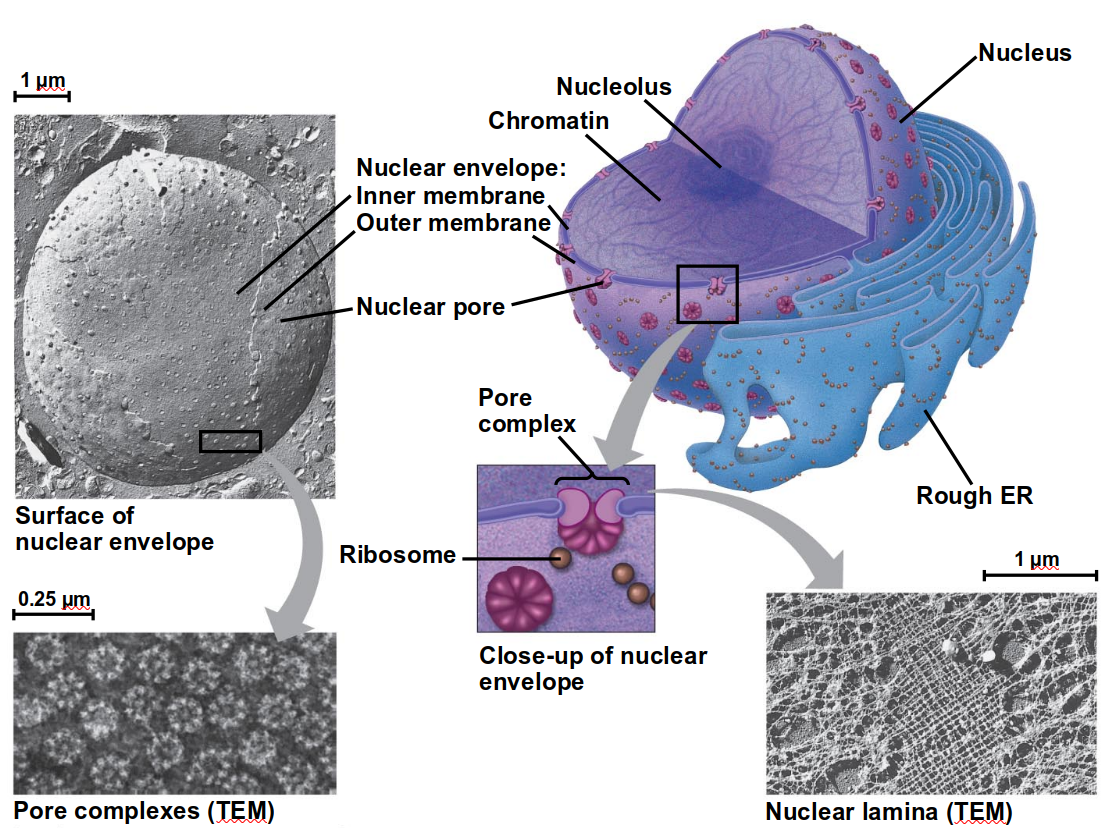 1 µm
Nucleus
Nucleolus
Chromatin
Nuclear envelope:
Inner membrane
Outer membrane
Nuclear pore
Pore
complex
Rough ER
Surface of
nuclear envelope
Ribosome
1 µm
0.25 µm
Close-up of nuclear
envelope
Pore complexes (TEM)
Nuclear lamina (TEM)